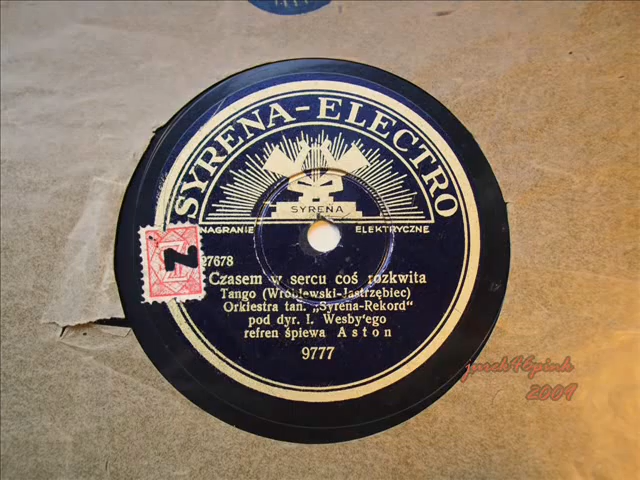 SYRENA-ELECTRO
SYRENA
NAGRANIE ELEKTRYCZNE
27678
Czasem w sercu coś rozkwita
Tango (Wróblewski-Jastrzębiec)
Orkiestra tan. „Syrena-Rekord"
pod dyr. I. Wesby'ego
refren śpiewa Aston
9777
Z
jurek46pink
2009